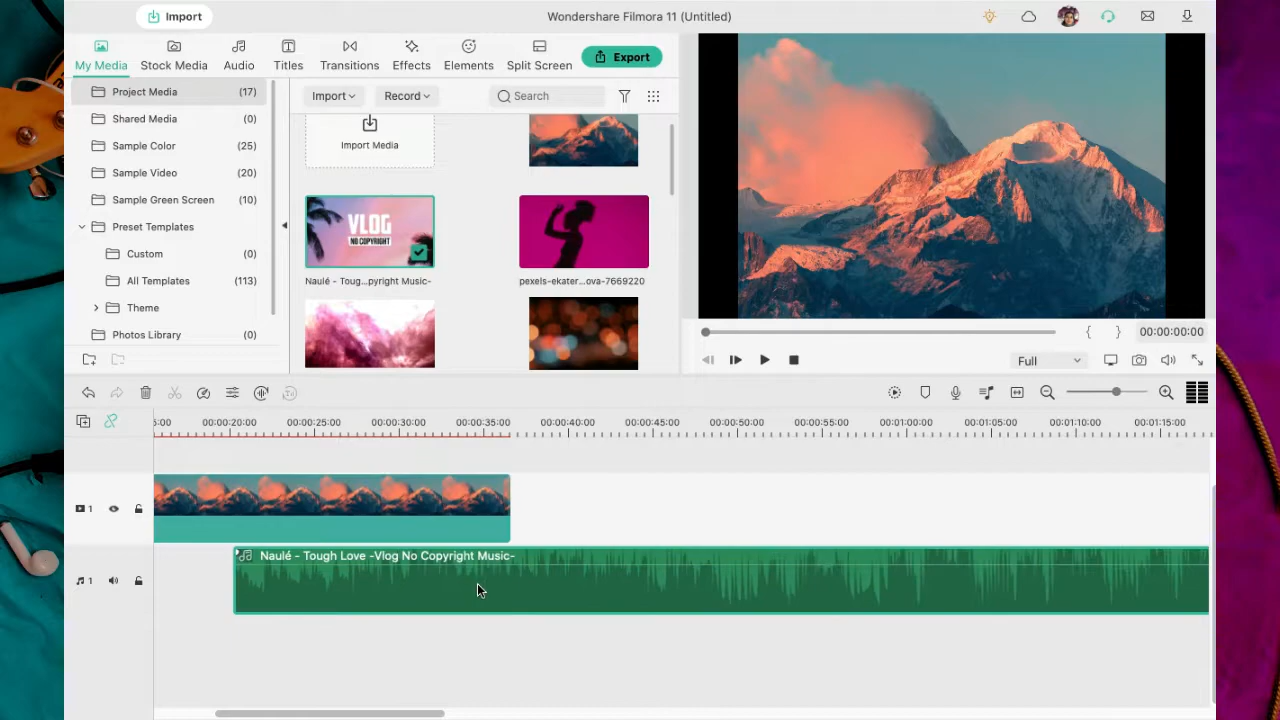 Import
Wondershare Filmora 11 (Untitled)
My Media
Stock Media
Audio
Titles
Transitions
Effects
Elements
Split Screen
Export
Project Media (17)
Shared Media (0)
Sample Color (25)
Sample Video (20)
Sample Green Screen (10)
Preset Templates
Custom (0)
All Templates (113)
Theme
Photos Library (0)
Import
Record
Search
Import Media
VLOG
NO COPYRIGHT
Naulé - Toug...pyright Music-
pexels-ekater...ova-7669220
{ } 00:00:00:00
Full
5:00 00:00:20:00 00:00:25:00 00:00:30:00 00:00:35:00 00:00:40:00 00:00:45:00 00:00:50:00 00:00:55:00 00:01:00:00 00:01:05:00 00:01:10:00 00:01:15:00
1
Naulé - Tough Love -Vlog No Copyright Music-
1